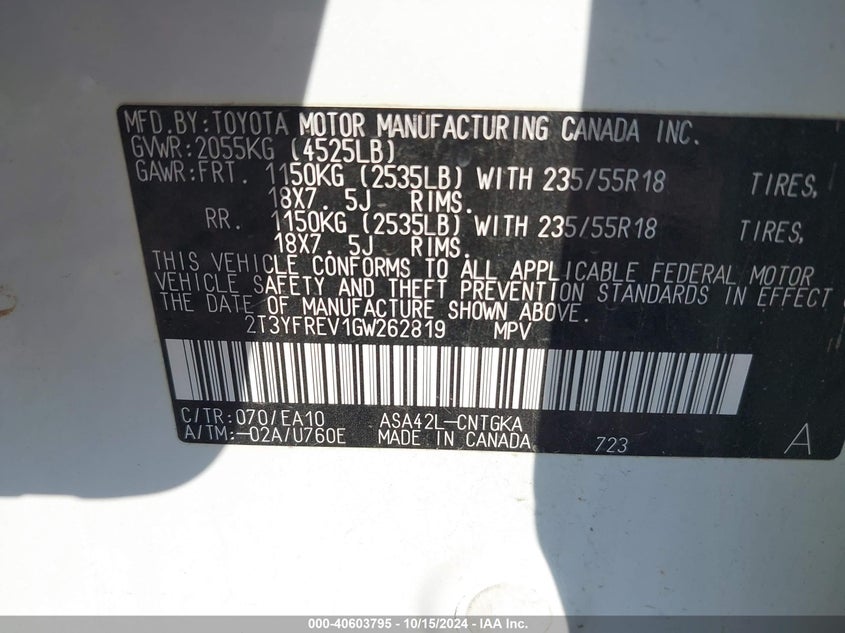 MFD.BY:TOYOTA MOTOR MANUFACTURING CANADA INC.
GVWR:2055KG (4525LB)
GAWR:FRT. 1150KG (2535LB) WITH 235/55R18 TIRES,
18X7. 5J RIMS.
RR. 1150KG (2535LB) WITH 235/55R18 TIRES,
18X7. 5J RIMS.
THIS VEHICLE CONFORMS TO ALL APPLICABLE FEDERAL MOTOR
VEHICLE SAFETY AND THEFT PREVENTION STANDARDS IN EFFECT
THE DATE OF MANUFACTURE SHOWN ABOVE.
2T3YFREV1GW262819 MPV
C/TR:070/EA10 ASA42L-CNTGKA
A/TM:-02A/U760E MADE IN CANADA 723 A
000-40603795 - 10/15/2024 - IAA Inc.